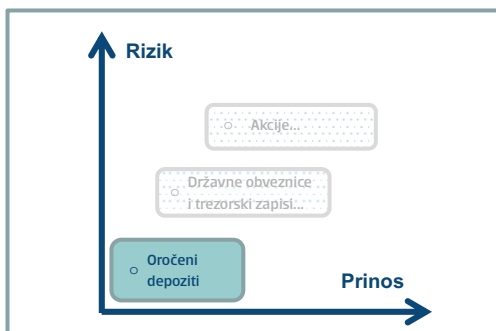 Rizik
○ Akcije...
○ Državne obveznice
i trezorski zapisi...
○ Oročeni
depoziti
Prinos